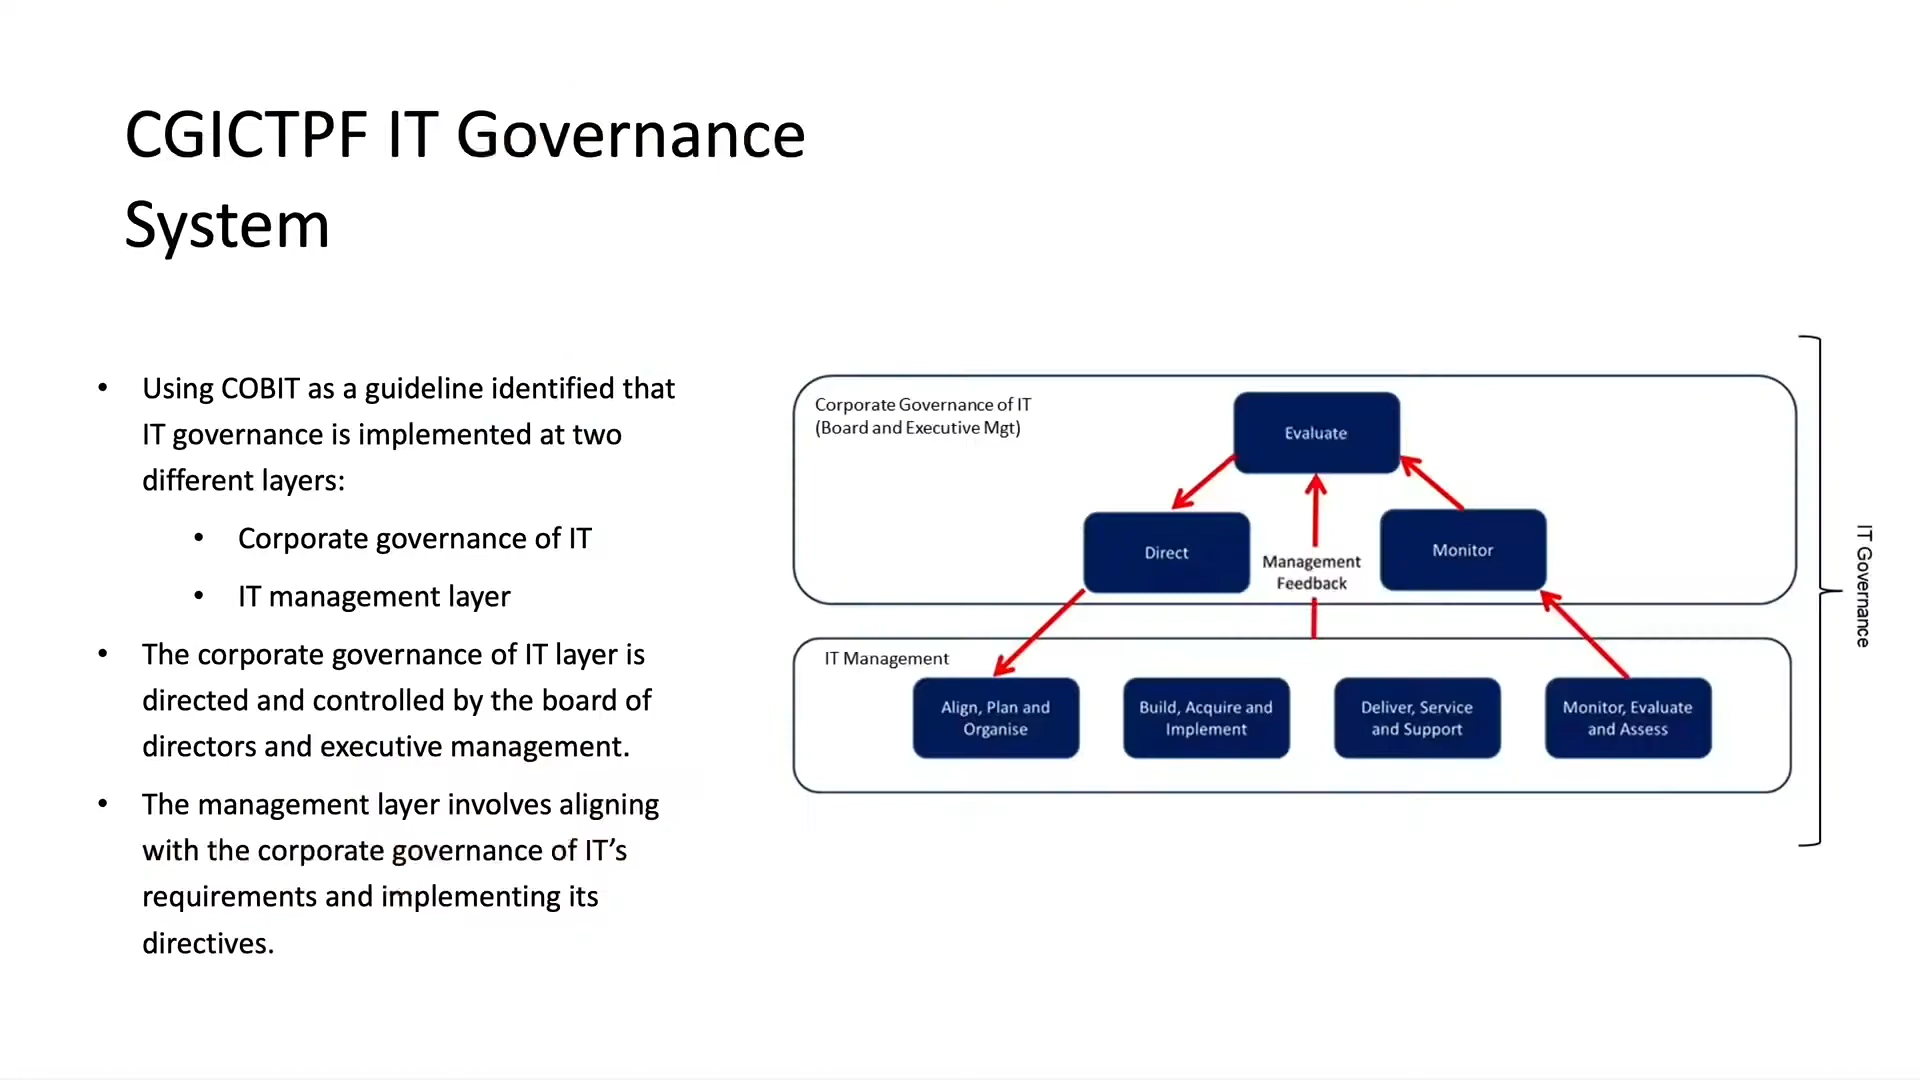 CGICTPF IT Governance
System
• Using COBIT as a guideline identified that
IT governance is implemented at two
different layers:
• Corporate governance of IT
• IT management layer
• The corporate governance of IT layer is
directed and controlled by the board of
directors and executive management.
• The management layer involves aligning
with the corporate governance of IT’s
requirements and implementing its
directives.
Corporate Governance of IT
(Board and Executive Mgt)
Evaluate
Direct
Management
Feedback
Monitor
IT Management
Align, Plan and
Organise
Build, Acquire and
Implement
Deliver, Service
and Support
Monitor, Evaluate
and Assess
IT Governance